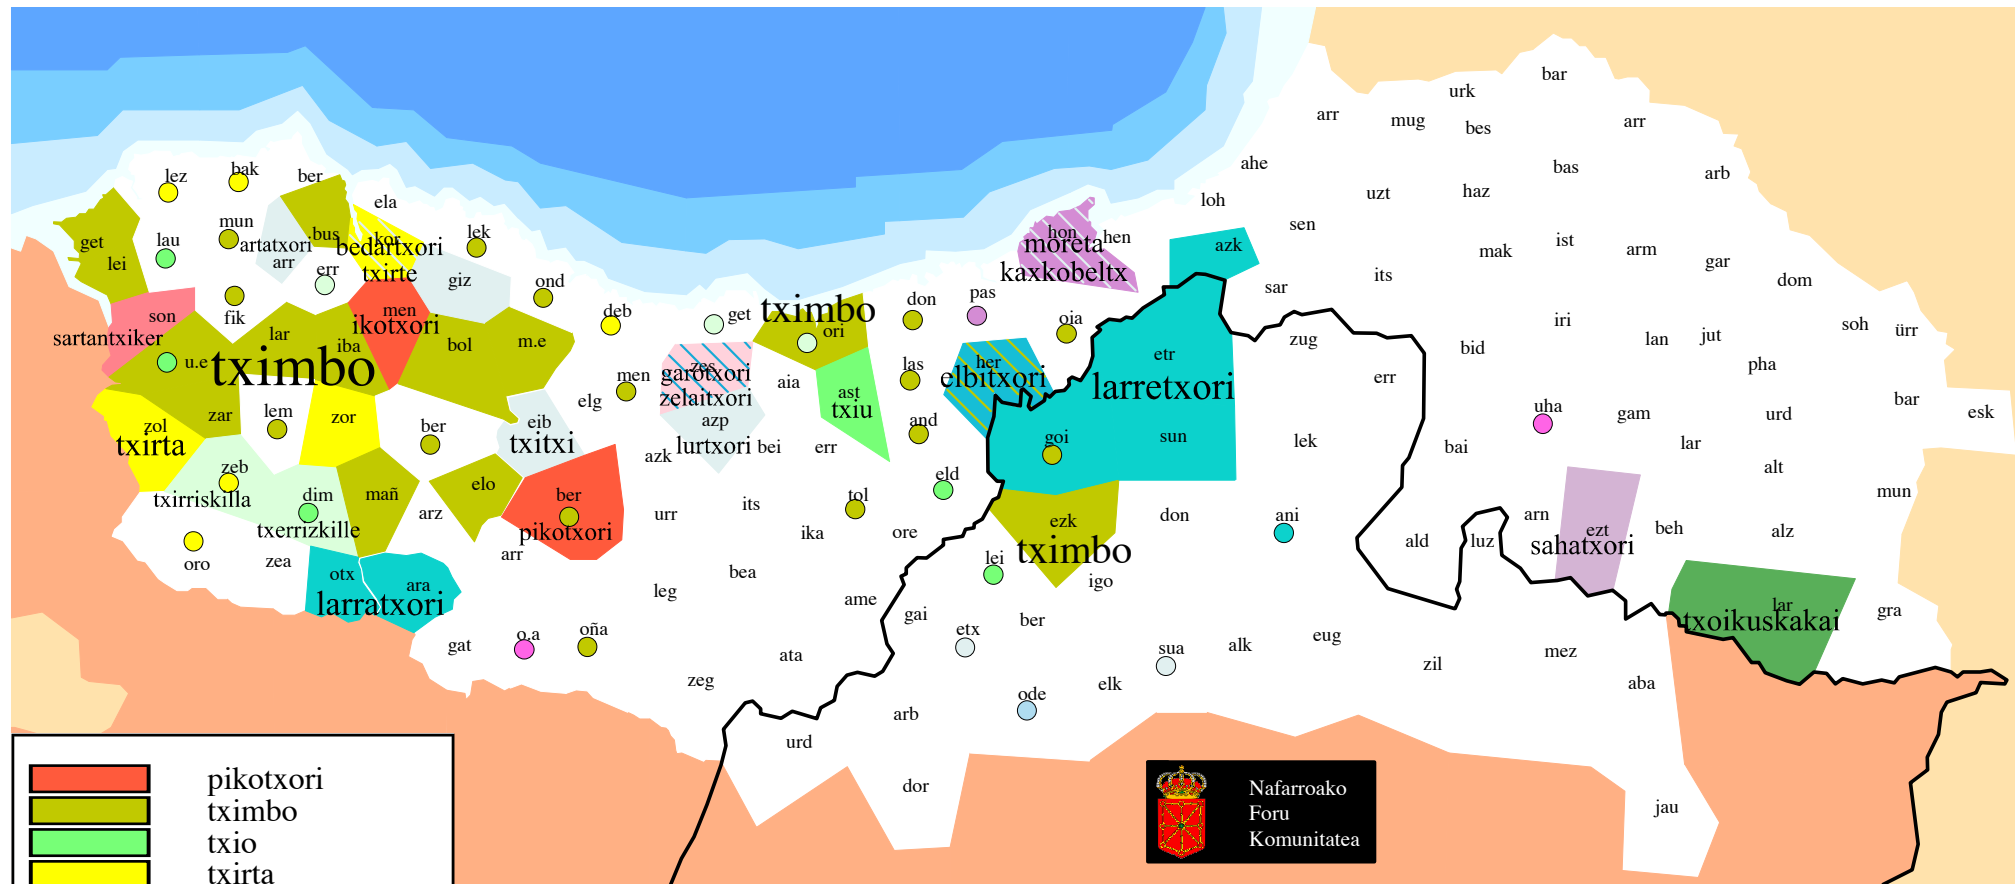 bar
urk
arr
mug
bes
arr
ahe
bas
arb
lez
bak
ber
uzt
haz
loh
ela
mun
lau
get
lei
artatxori
arr
bus
kor
bedartxori
txirte
lek
hon
hen
moreta
kaxkobeltx
azk
sen
mak
ist
arm
gar
dom
err
giz
ond
its
sar
son
sartantxiker
fik
lar
men
ikotxori
iba
bol
m.e
deb
get
tximbo
ori
don
pas
oia
zug
iri
bid
lan
jut
soh
ürr
pha
u.e
tximbo
zes
garotxori
zelaitxori
men
elg
aia
ast
txiu
las
her
elbitxori
etr
larretxori
err
zar
lem
zor
zol
txirta
ber
eib
txitxi
azp
lurtxori
azk
bei
err
and
goi
sun
lek
bai
uha
gam
lar
urd
bar
esk
zeb
txirriskilla
dim
txerrizkille
mañ
elo
arz
ber
pikotxori
arr
urr
its
ika
tol
eld
ore
alt
mun
ezk
tximbo
don
ani
ald
luz
arn
ezt
sahatxori
beh
alz
oro
zea
otx
ara
larratxori
leg
bea
ame
lei
igo
gai
etx
ber
sua
alk
eug
zil
mez
lar
txoikuskakai
gra
gat
o.a
oña
ata
zeg
ode
elk
aba
arb
urd
dor
jau
pikotxori
tximbo
txio
txirta
Nafarroako
Foru
Komunitatea